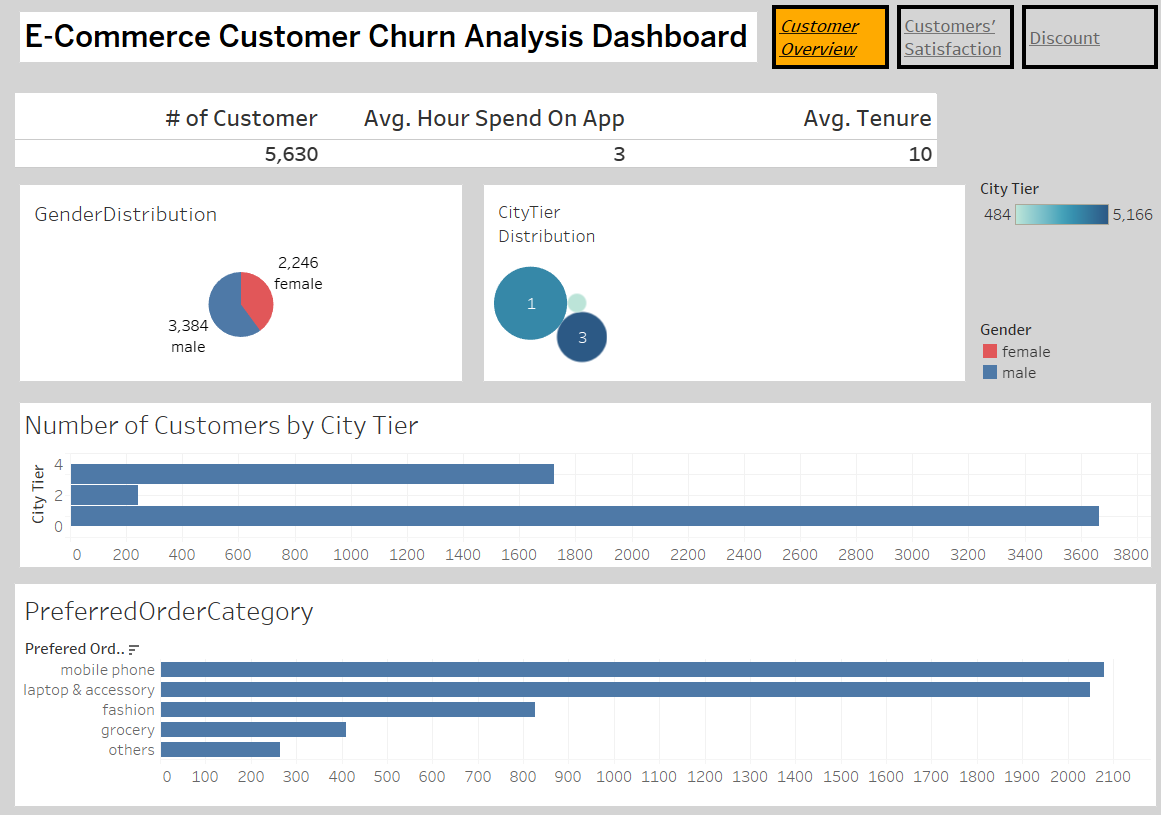 E-Commerce Customer Churn Analysis Dashboard
Customer
Overview
Customers’
Satisfaction
Discount
# of Customer Avg. Hour Spend On App Avg. Tenure
5,630 3 10
GenderDistribution
2,246
female
3,384
male
CityTier
Distribution
1
3
City Tier
484 5,166
Gender
female
male
Number of Customers by City Tier
City Tier
4
2
0
0 200 400 600 800 1000 1200 1400 1600 1800 2000 2200 2400 2600 2800 3000 3200 3400 3600 3800
PreferredOrderCategory
Prefered Ord..
mobile phone
laptop & accessory
fashion
grocery
others
0 100 200 300 400 500 600 700 800 900 1000 1100 1200 1300 1400 1500 1600 1700 1800 1900 2000 2100